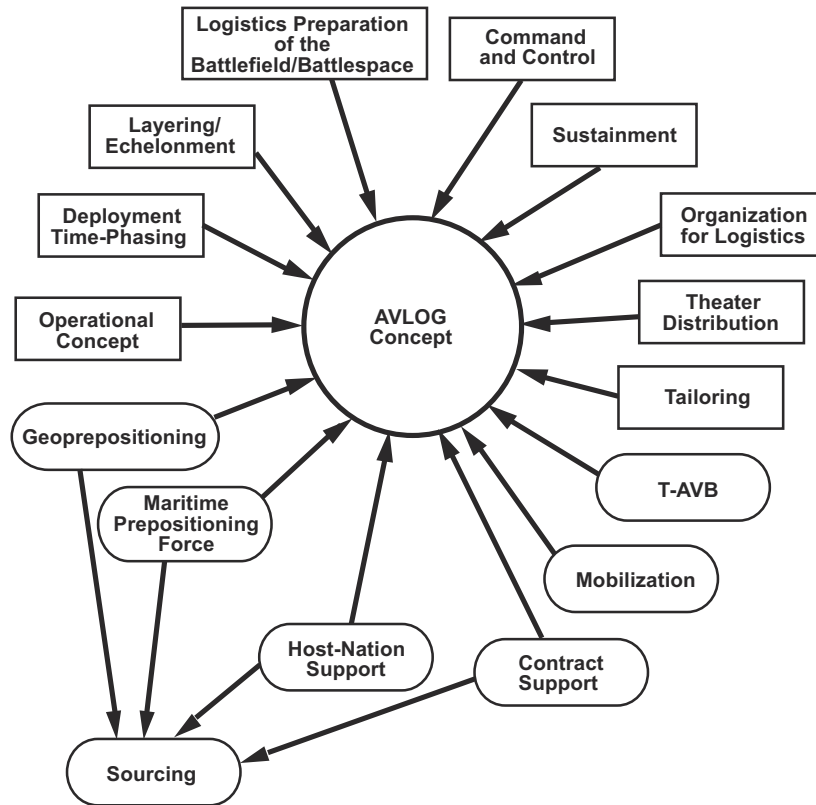 Logistics Preparation
of the
Battlefield/Battlespace
Command
and Control
Layering/
Echelonment
Sustainment
Deployment
Time-Phasing
Organization
for Logistics
Operational
Concept
AVLOG
Concept
Theater
Distribution
Tailoring
Geoprepositioning
T-AVB
Maritime
Prepositioning
Force
Mobilization
Host-Nation
Support
Contract
Support
Sourcing